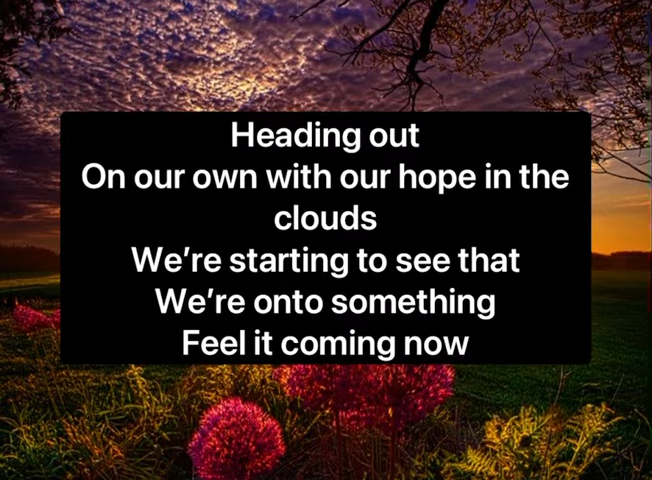 Heading out
On our own with our hope in the
clouds
We’re starting to see that
We’re onto something
Feel it coming now